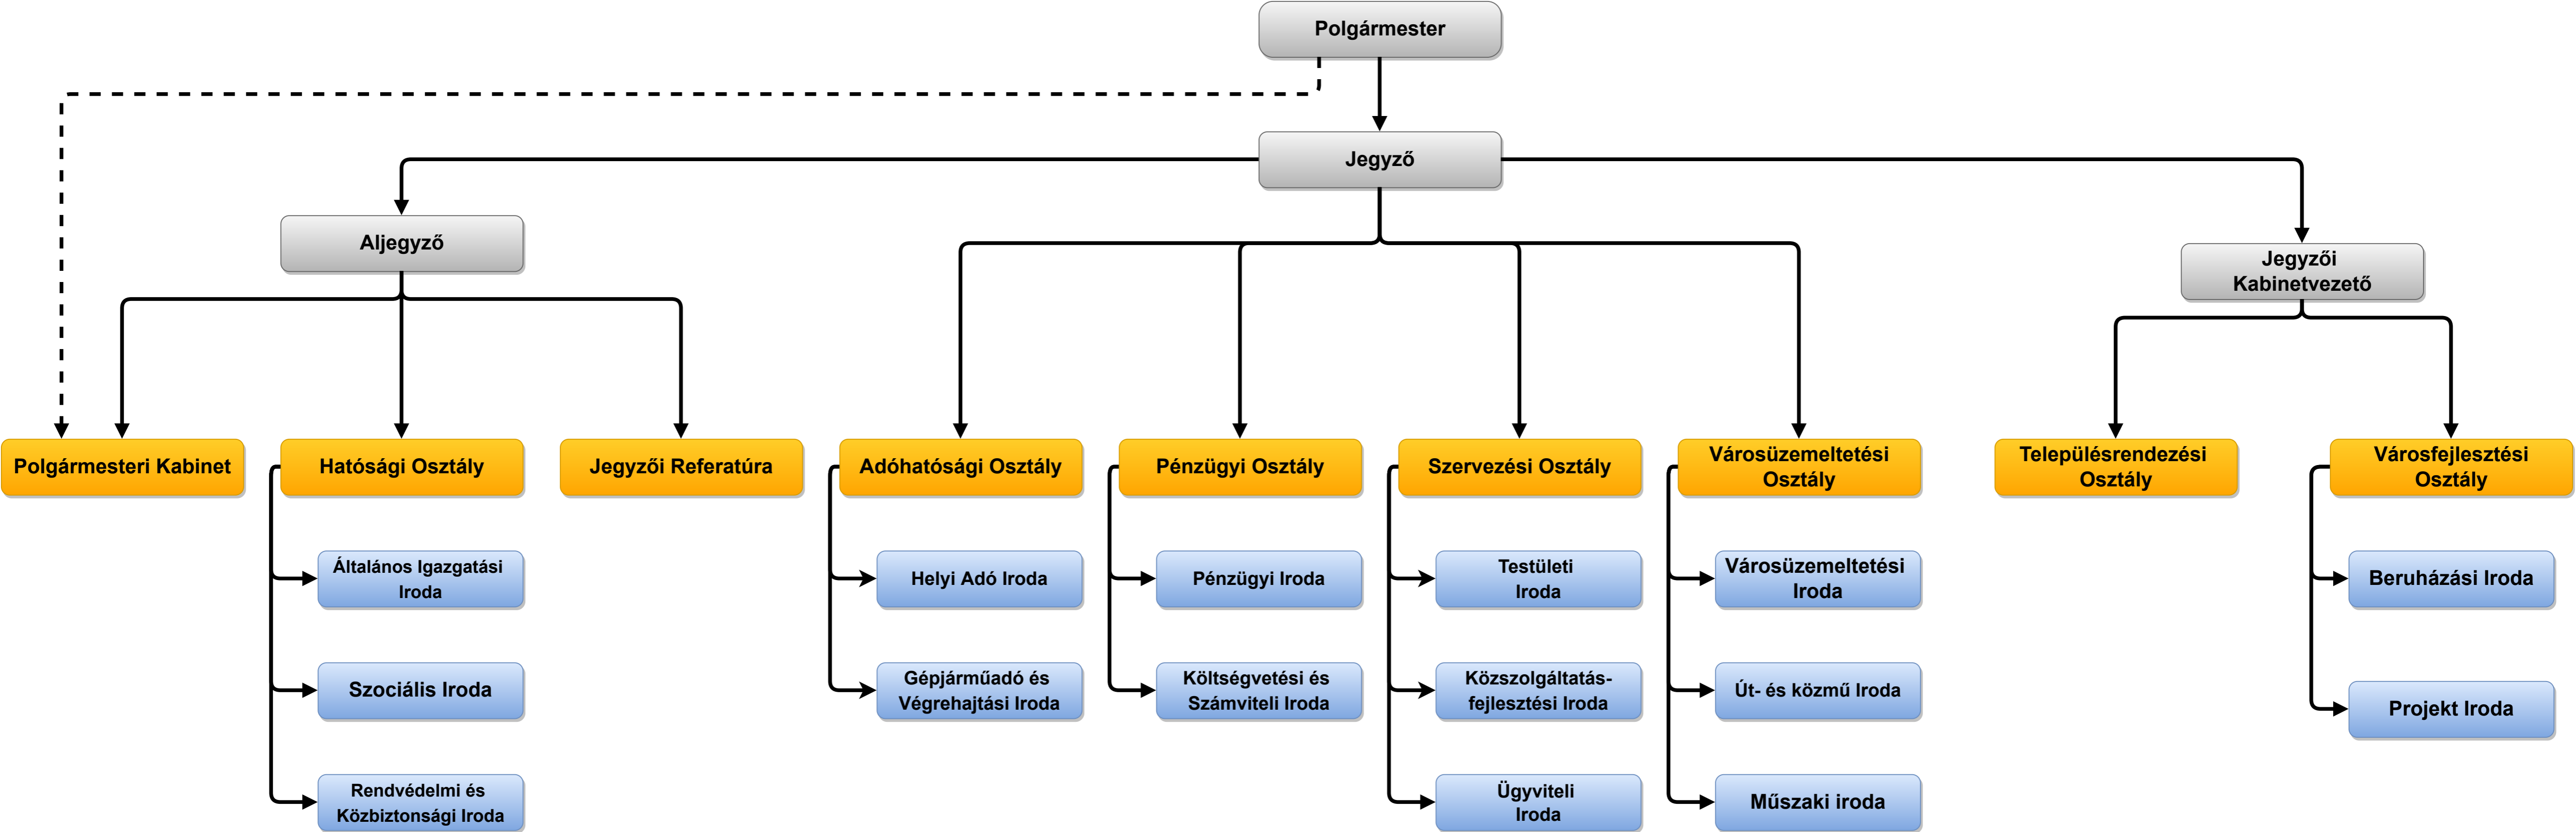 Polgármester
Jegyző
Aljegyző
Jegyzői
Kabinetvezető
Polgármesteri Kabinet
Hatósági Osztály
Jegyzői Referatúra
Adóhatósági Osztály
Pénzügyi Osztály
Szervezési Osztály
Városüzemeltetési
Osztály
Településrendezési
Osztály
Városfejlesztési
Osztály
Általános Igazgatási
Iroda
Helyi Adó Iroda
Pénzügyi Iroda
Testületi
Iroda
Városüzemeltetési
Iroda
Beruházási Iroda
Szociális Iroda
Gépjárműadó és
Végrehajtási Iroda
Költségvetési és
Számviteli Iroda
Közszolgáltatás-
fejlesztési Iroda
Út- és közmű Iroda
Projekt Iroda
Rendvédelmi és
Közbiztonsági Iroda
Ügyviteli
Iroda
Műszaki iroda